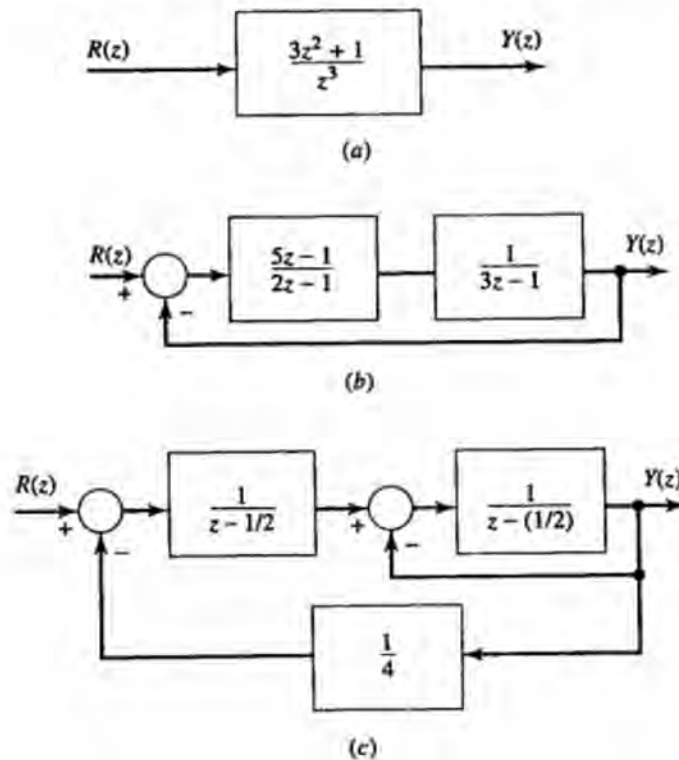 R(z) 3z² + 1 Y(z)
z³
(a)
R(z) 5z − 1 1 Y(z)
+ 2z − 1 3z − 1
−
(b)
R(z) 1 1 Y(z)
+ z − 1/2 + z − (1/2)
− −
1
4
(c)